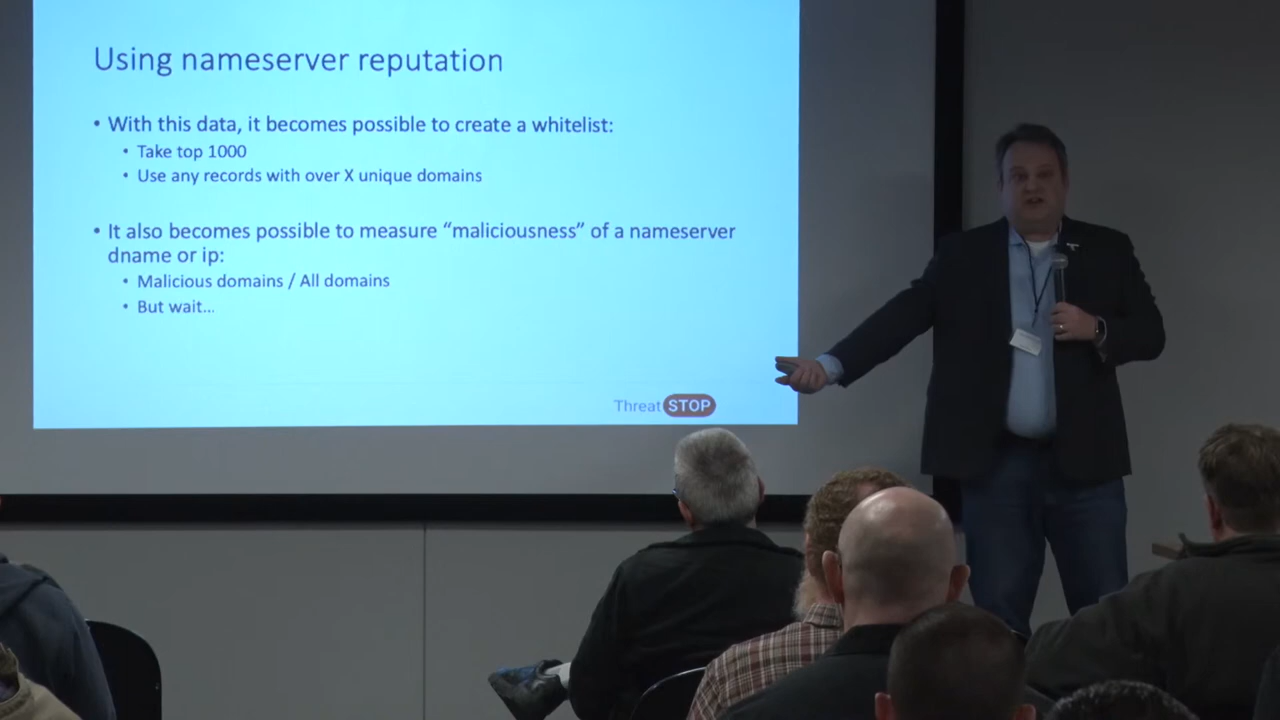 Using nameserver reputation
• With this data, it becomes possible to create a whitelist:
• Take top 1000
• Use any records with over X unique domains
• It also becomes possible to measure “maliciousness” of a nameserver
dname or ip:
• Malicious domains / All domains
• But wait...
ThreatSTOP